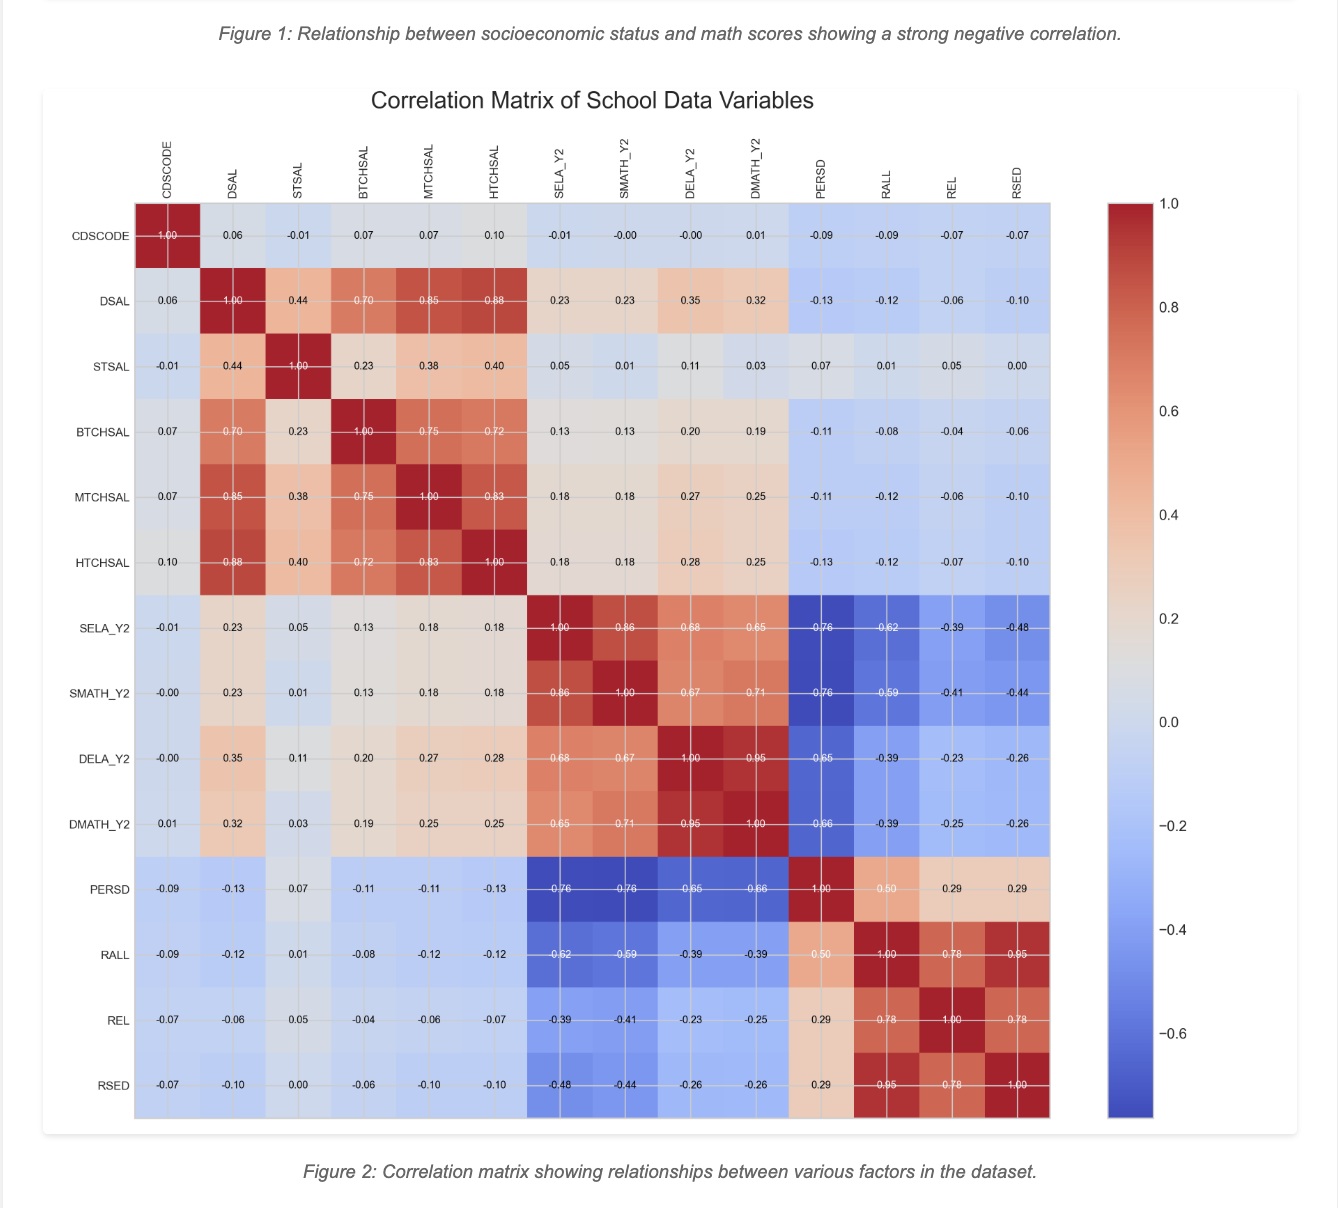 Figure 1: Relationship between socioeconomic status and math scores showing a strong negative correlation.
Correlation Matrix of School Data Variables
CDSCODE DSAL STSAL BTCHSAL MTCHSAL HTCHSAL SELA_Y2 SMATH_Y2 DELA_Y2 DMATH_Y2 PERSD RALL REL RSED
CDSCODE 1.00 0.06 -0.01 0.07 0.07 0.10 -0.01 -0.00 -0.00 0.01 -0.09 -0.09 -0.07 -0.07
DSAL 0.06 1.00 0.44 0.70 0.85 0.88 0.23 0.23 0.35 0.32 -0.13 -0.12 -0.06 -0.10
STSAL -0.01 0.44 1.00 0.23 0.38 0.40 0.05 0.01 0.11 0.03 0.07 0.01 0.05 0.00
BTCHSAL 0.07 0.70 0.23 1.00 0.75 0.72 0.13 0.13 0.20 0.19 -0.11 -0.08 -0.04 -0.06
MTCHSAL 0.07 0.85 0.38 0.75 1.00 0.83 0.18 0.18 0.27 0.25 -0.11 -0.12 -0.06 -0.10
HTCHSAL 0.10 0.88 0.40 0.72 0.83 1.00 0.18 0.18 0.28 0.25 -0.13 -0.12 -0.07 -0.10
SELA_Y2 -0.01 0.23 0.05 0.13 0.18 0.18 1.00 0.86 0.68 0.65 -0.76 -0.62 -0.39 -0.48
SMATH_Y2 -0.00 0.23 0.01 0.13 0.18 0.18 0.86 1.00 0.67 0.71 -0.76 -0.59 -0.41 -0.44
DELA_Y2 -0.00 0.35 0.11 0.20 0.27 0.28 0.68 0.67 1.00 0.95 -0.65 -0.39 -0.23 -0.26
DMATH_Y2 0.01 0.32 0.03 0.19 0.25 0.25 0.65 0.71 0.95 1.00 -0.66 -0.39 -0.25 -0.26
PERSD -0.09 -0.13 0.07 -0.11 -0.11 -0.13 -0.76 -0.76 -0.65 -0.66 1.00 0.50 0.29 0.29
RALL -0.09 -0.12 0.01 -0.08 -0.12 -0.12 -0.62 -0.59 -0.39 -0.39 0.50 1.00 0.78 0.95
REL -0.07 -0.06 0.05 -0.04 -0.06 -0.07 -0.39 -0.41 -0.23 -0.25 0.29 0.78 1.00 0.78
RSED -0.07 -0.10 0.00 -0.06 -0.10 -0.10 -0.48 -0.44 -0.26 -0.26 0.29 0.95 0.78 1.00
1.0
0.8
0.6
0.4
0.2
0.0
−0.2
−0.4
−0.6
Figure 2: Correlation matrix showing relationships between various factors in the dataset.